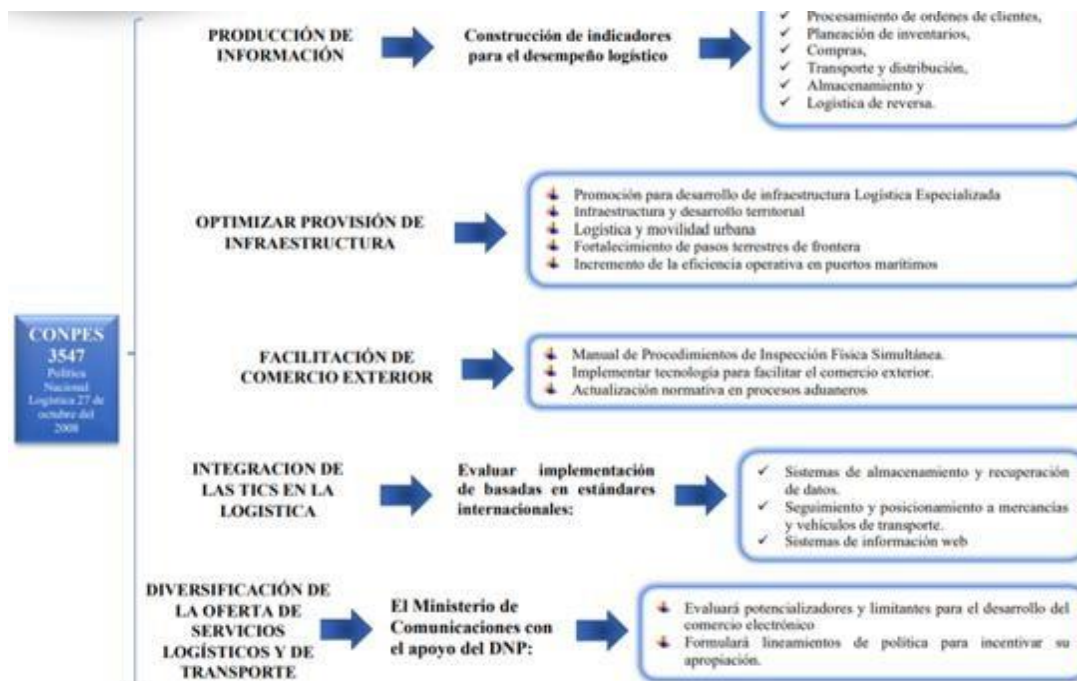 PRODUCCIÓN DE
INFORMACIÓN
Construcción de indicadores
para el desempeño logístico
✓ Procesamiento de ordenes de clientes,
✓ Planeación de inventarios,
✓ Compras,
✓ Transporte y distribución,
✓ Almacenamiento y
✓ Logística de reversa.
OPTIMIZAR PROVISIÓN DE
INFRAESTRUCTURA
Promoción para desarrollo de infraestructura Logística Especializada
Infraestructura y desarrollo territorial
Logística y movilidad urbana
Fortalecimiento de pasos terrestres de frontera
Incremento de la eficiencia operativa en puertos marítimos
CONPES
3547
Política
Nacional
Logística 27 de
octubre del
2008
FACILITACIÓN DE
COMERCIO EXTERIOR
Manual de Procedimientos de Inspección Física Simultánea.
Implementar tecnología para facilitar el comercio exterior.
Actualización normativa en procesos aduaneros
INTEGRACION DE
LAS TICS EN LA
LOGISTICA
Evaluar implementación
de basadas en estándares
internacionales:
✓ Sistemas de almacenamiento y recuperación
de datos.
✓ Seguimiento y posicionamiento a mercancías
y vehículos de transporte.
✓ Sistemas de información web
DIVERSIFICACIÓN DE
LA OFERTA DE
SERVICIOS
LOGÍSTICOS Y DE
TRANSPORTE
El Ministerio de
Comunicaciones con
el apoyo del DNP:
Evaluará potencializadores y limitantes para el desarrollo del
comercio electrónico
Formulará lineamientos de política para incentivar su
apropiación.